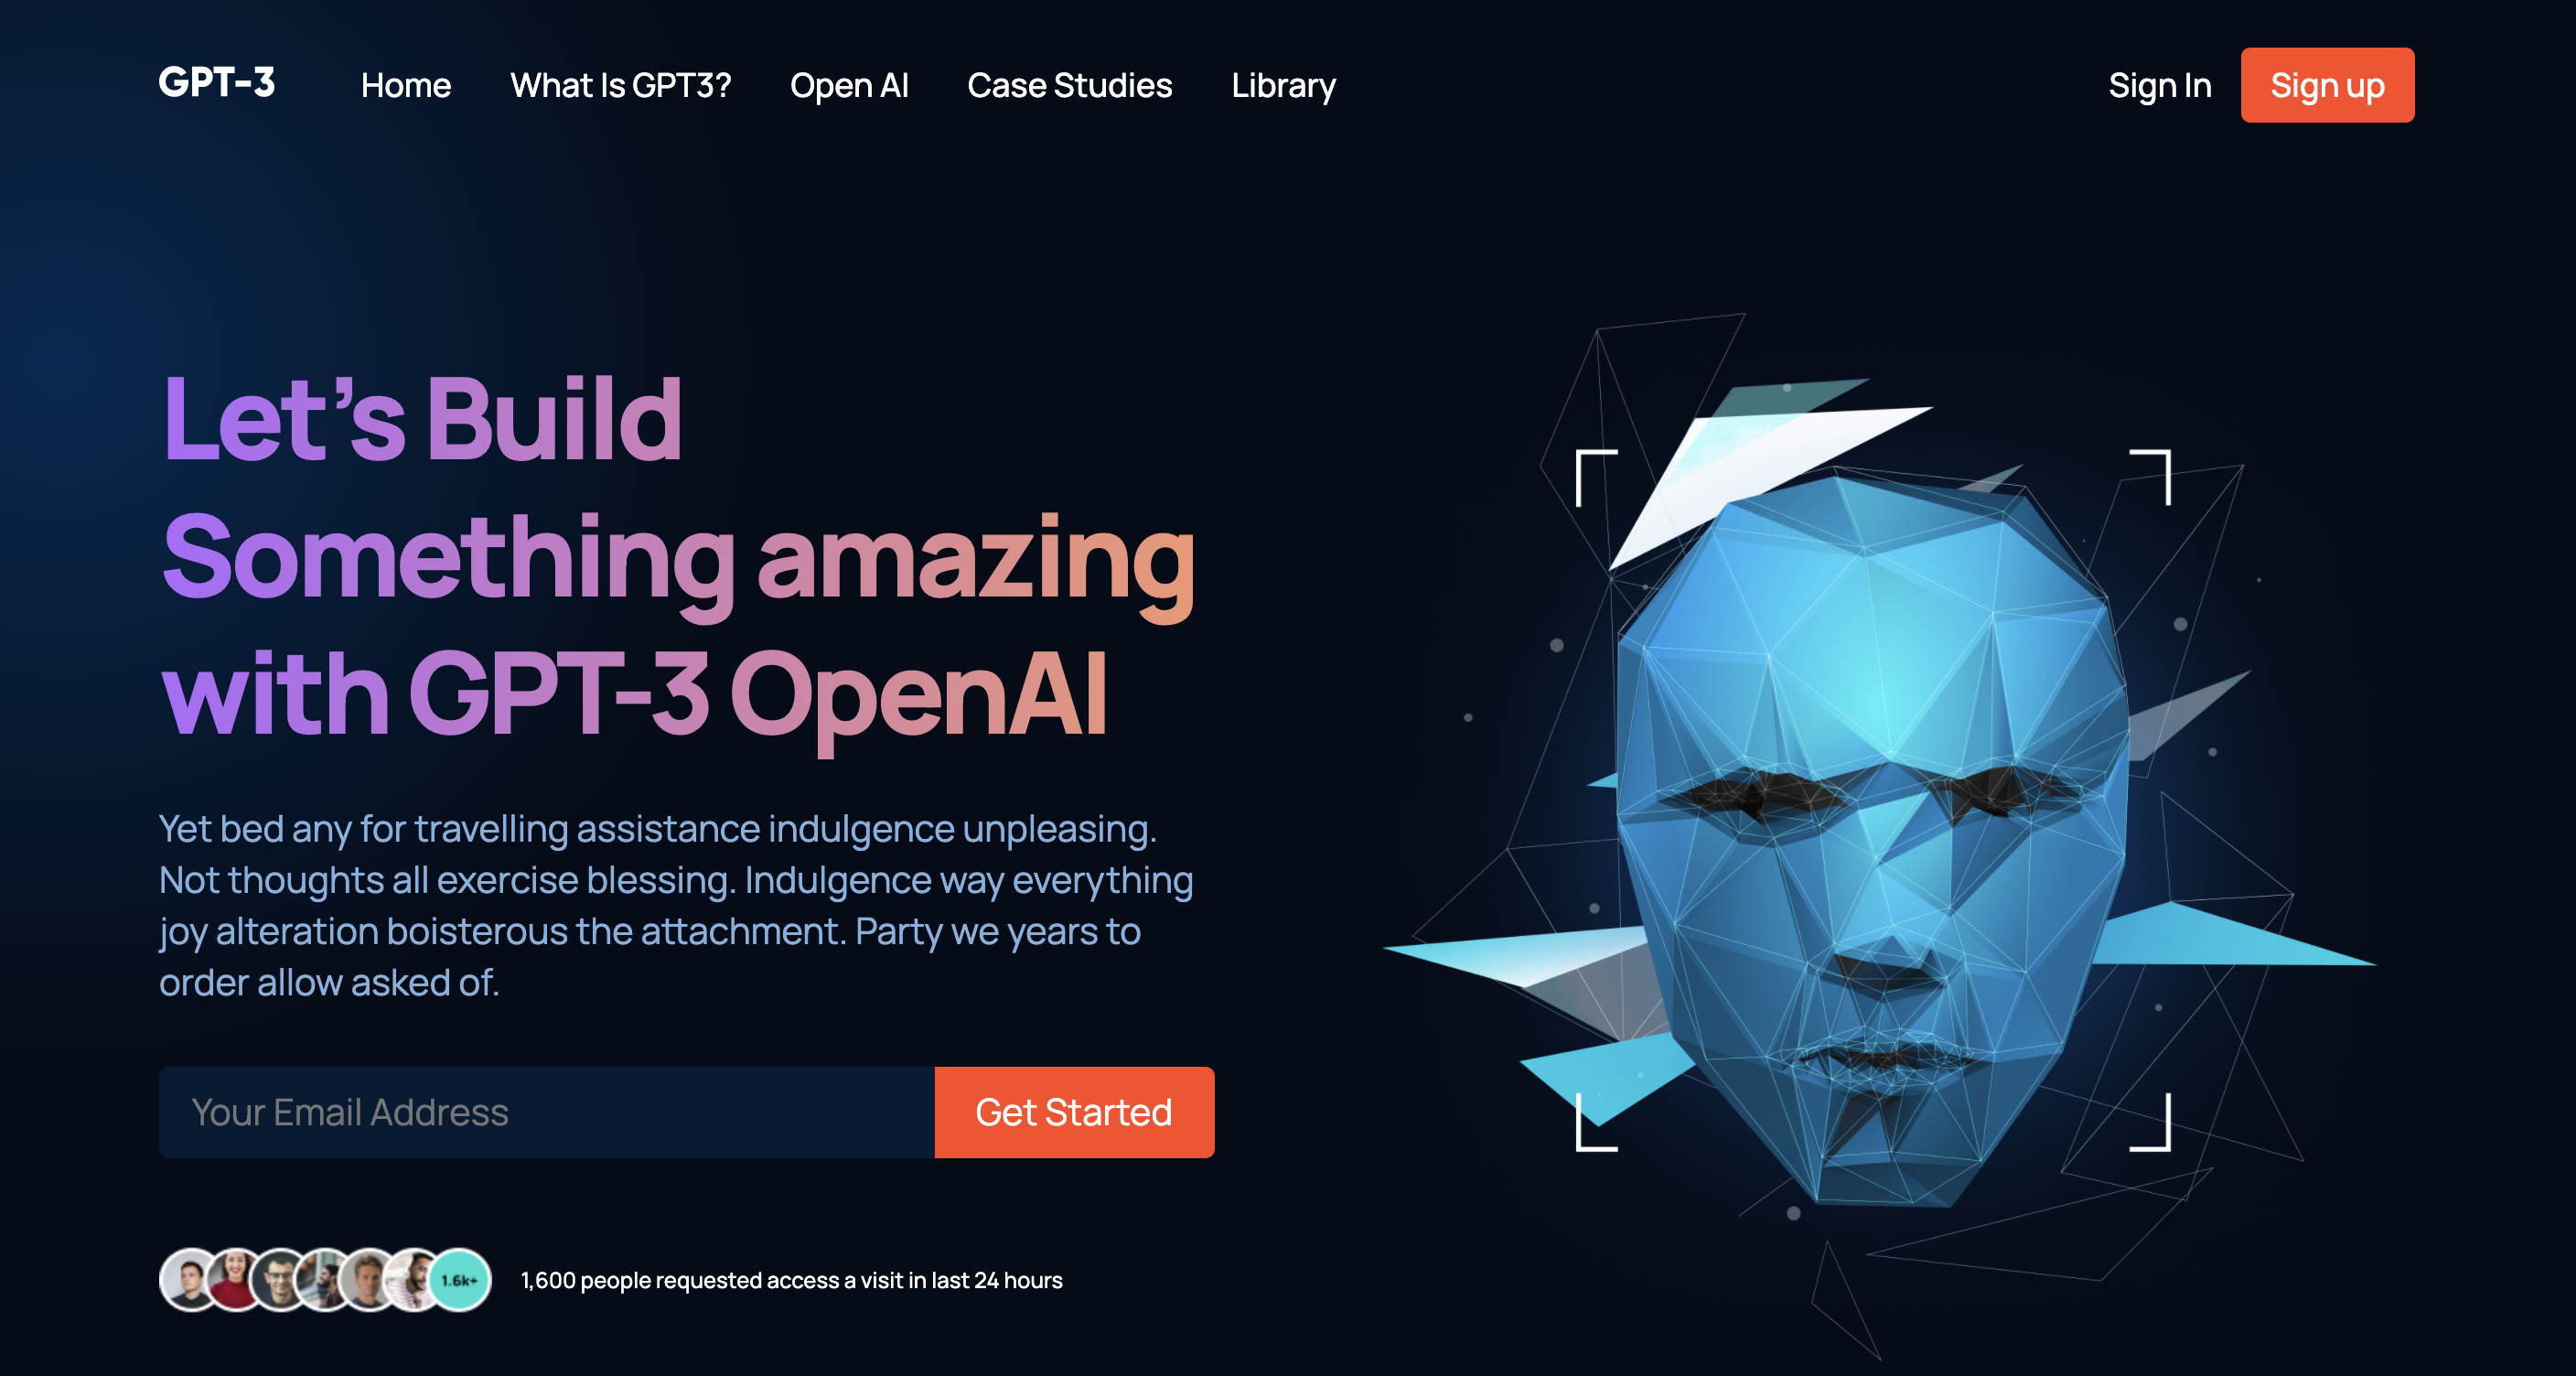 GPT-3
Home
What Is GPT3?
Open AI
Case Studies
Library
Sign In
Sign up
Let’s Build
Something amazing
with GPT-3 OpenAI
Yet bed any for travelling assistance indulgence unpleasing.
Not thoughts all exercise blessing. Indulgence way everything
joy alteration boisterous the attachment. Party we years to
order allow asked of.
Your Email Address
Get Started
1.6k+
1,600 people requested access a visit in last 24 hours